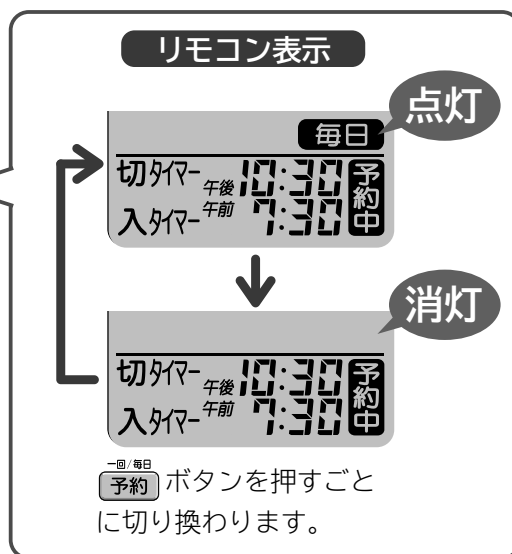 リモコン表示
点灯
毎日
切タイマー 午後 10:30 予約中
入タイマー 午前 7:30
消灯
切タイマー 午後 10:30 予約中
入タイマー 午前 7:30
一回/毎日
予約 ボタンを押すごと
に切り換わります。